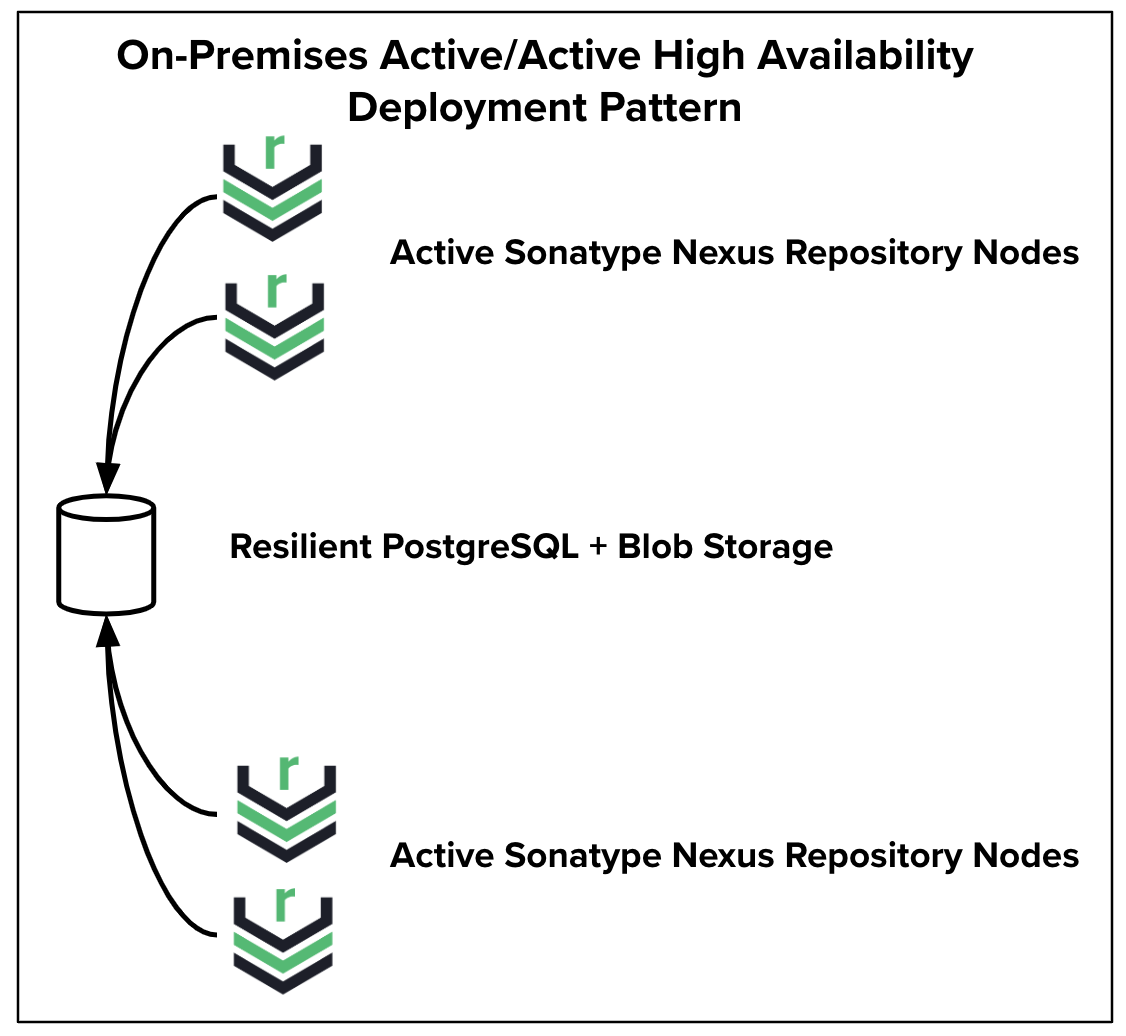 On-Premises Active/Active High Availability
Deployment Pattern
r
Active Sonatype Nexus Repository Nodes
r
Resilient PostgreSQL + Blob Storage
r
Active Sonatype Nexus Repository Nodes
r